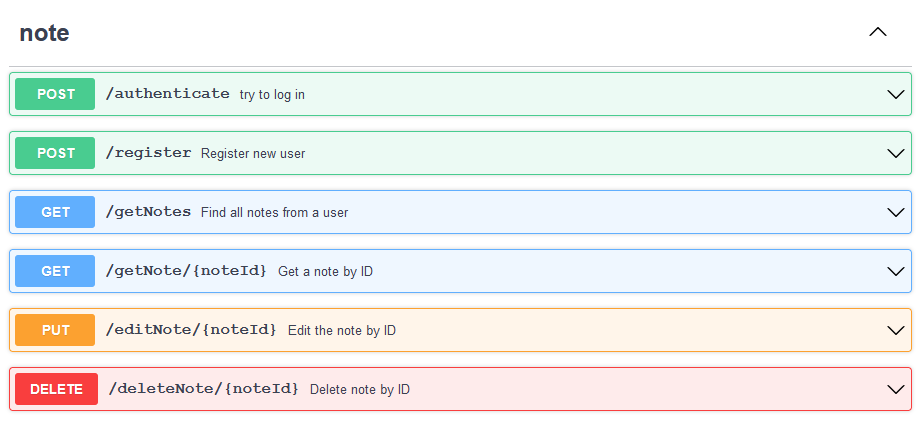 note
POST /authenticate try to log in
POST /register Register new user
GET /getNotes Find all notes from a user
GET /getNote/{noteId} Get a note by ID
PUT /editNote/{noteId} Edit the note by ID
DELETE /deleteNote/{noteId} Delete note by ID